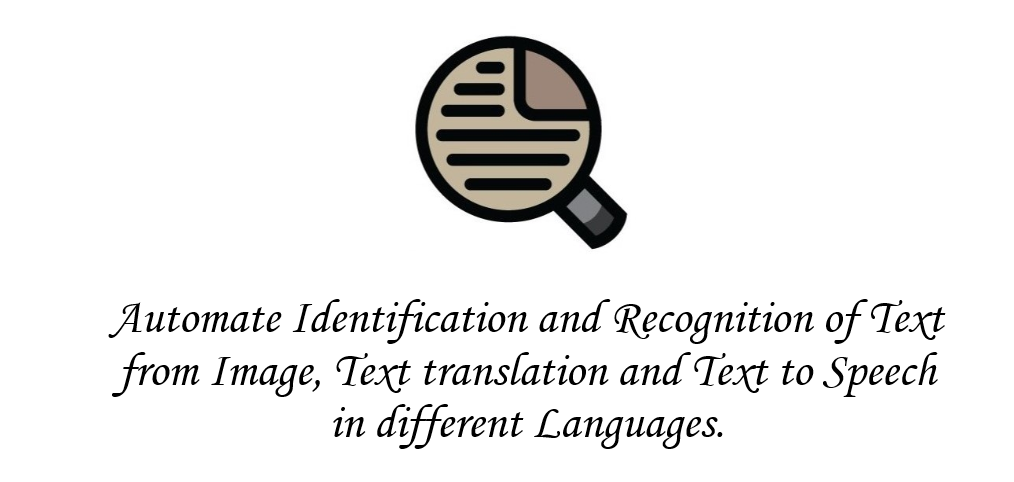 Automate Identification and Recognition of Text
from Image, Text translation and Text to Speech
in different Languages.